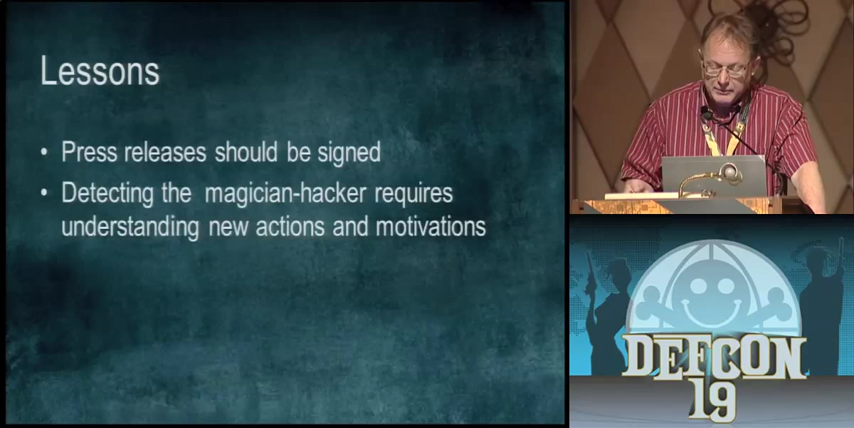 Lessons
• Press releases should be signed
• Detecting the magician-hacker requires
understanding new actions and motivations
DEFCON
19